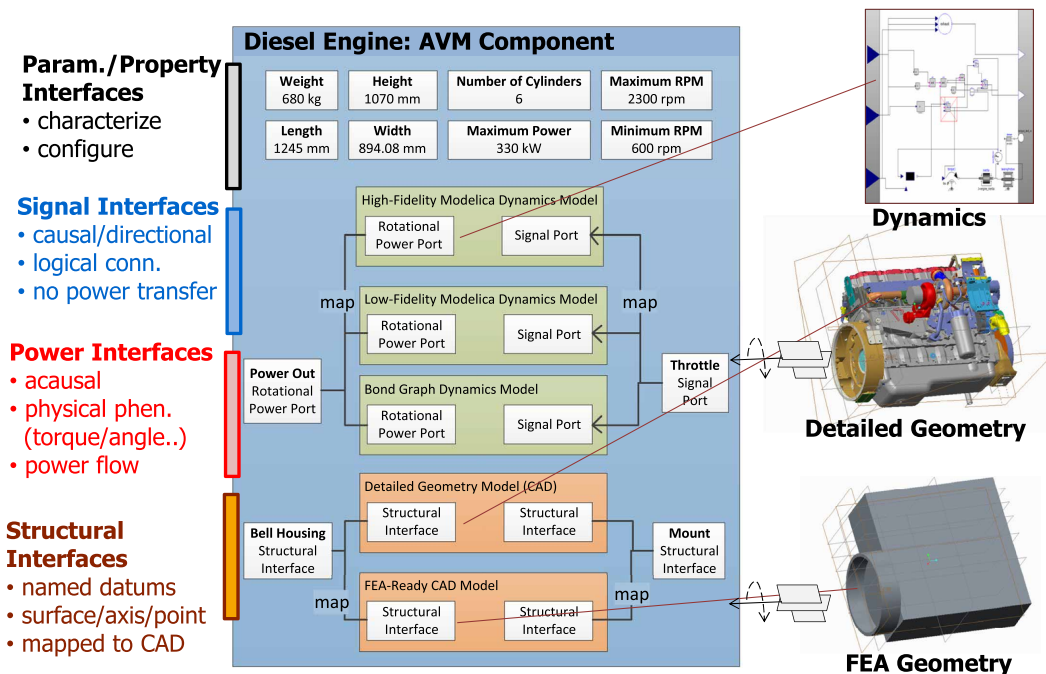 Diesel Engine: AVM Component
Param./Property
Interfaces
• characterize
• configure
Signal Interfaces
• causal/directional
• logical conn.
• no power transfer
Power Interfaces
• acausal
• physical phen.
(torque/angle..)
• power flow
Structural
Interfaces
• named datums
• surface/axis/point
• mapped to CAD
Weight
680 kg
Height
1070 mm
Number of Cylinders
6
Maximum RPM
2300 rpm
Length
1245 mm
Width
894.08 mm
Maximum Power
330 kW
Minimum RPM
600 rpm
High-Fidelity Modelica Dynamics Model
Rotational
Power Port
Signal Port
map
map
Low-Fidelity Modelica Dynamics Model
Rotational
Power Port
Signal Port
Power Out
Rotational
Power Port
Throttle
Signal
Port
Bond Graph Dynamics Model
Rotational
Power Port
Signal Port
Detailed Geometry Model (CAD)
Structural
Interface
Structural
Interface
Bell Housing
Structural
Interface
Mount
Structural
Interface
map
map
FEA-Ready CAD Model
Structural
Interface
Structural
Interface
Dynamics
Detailed Geometry
FEA Geometry